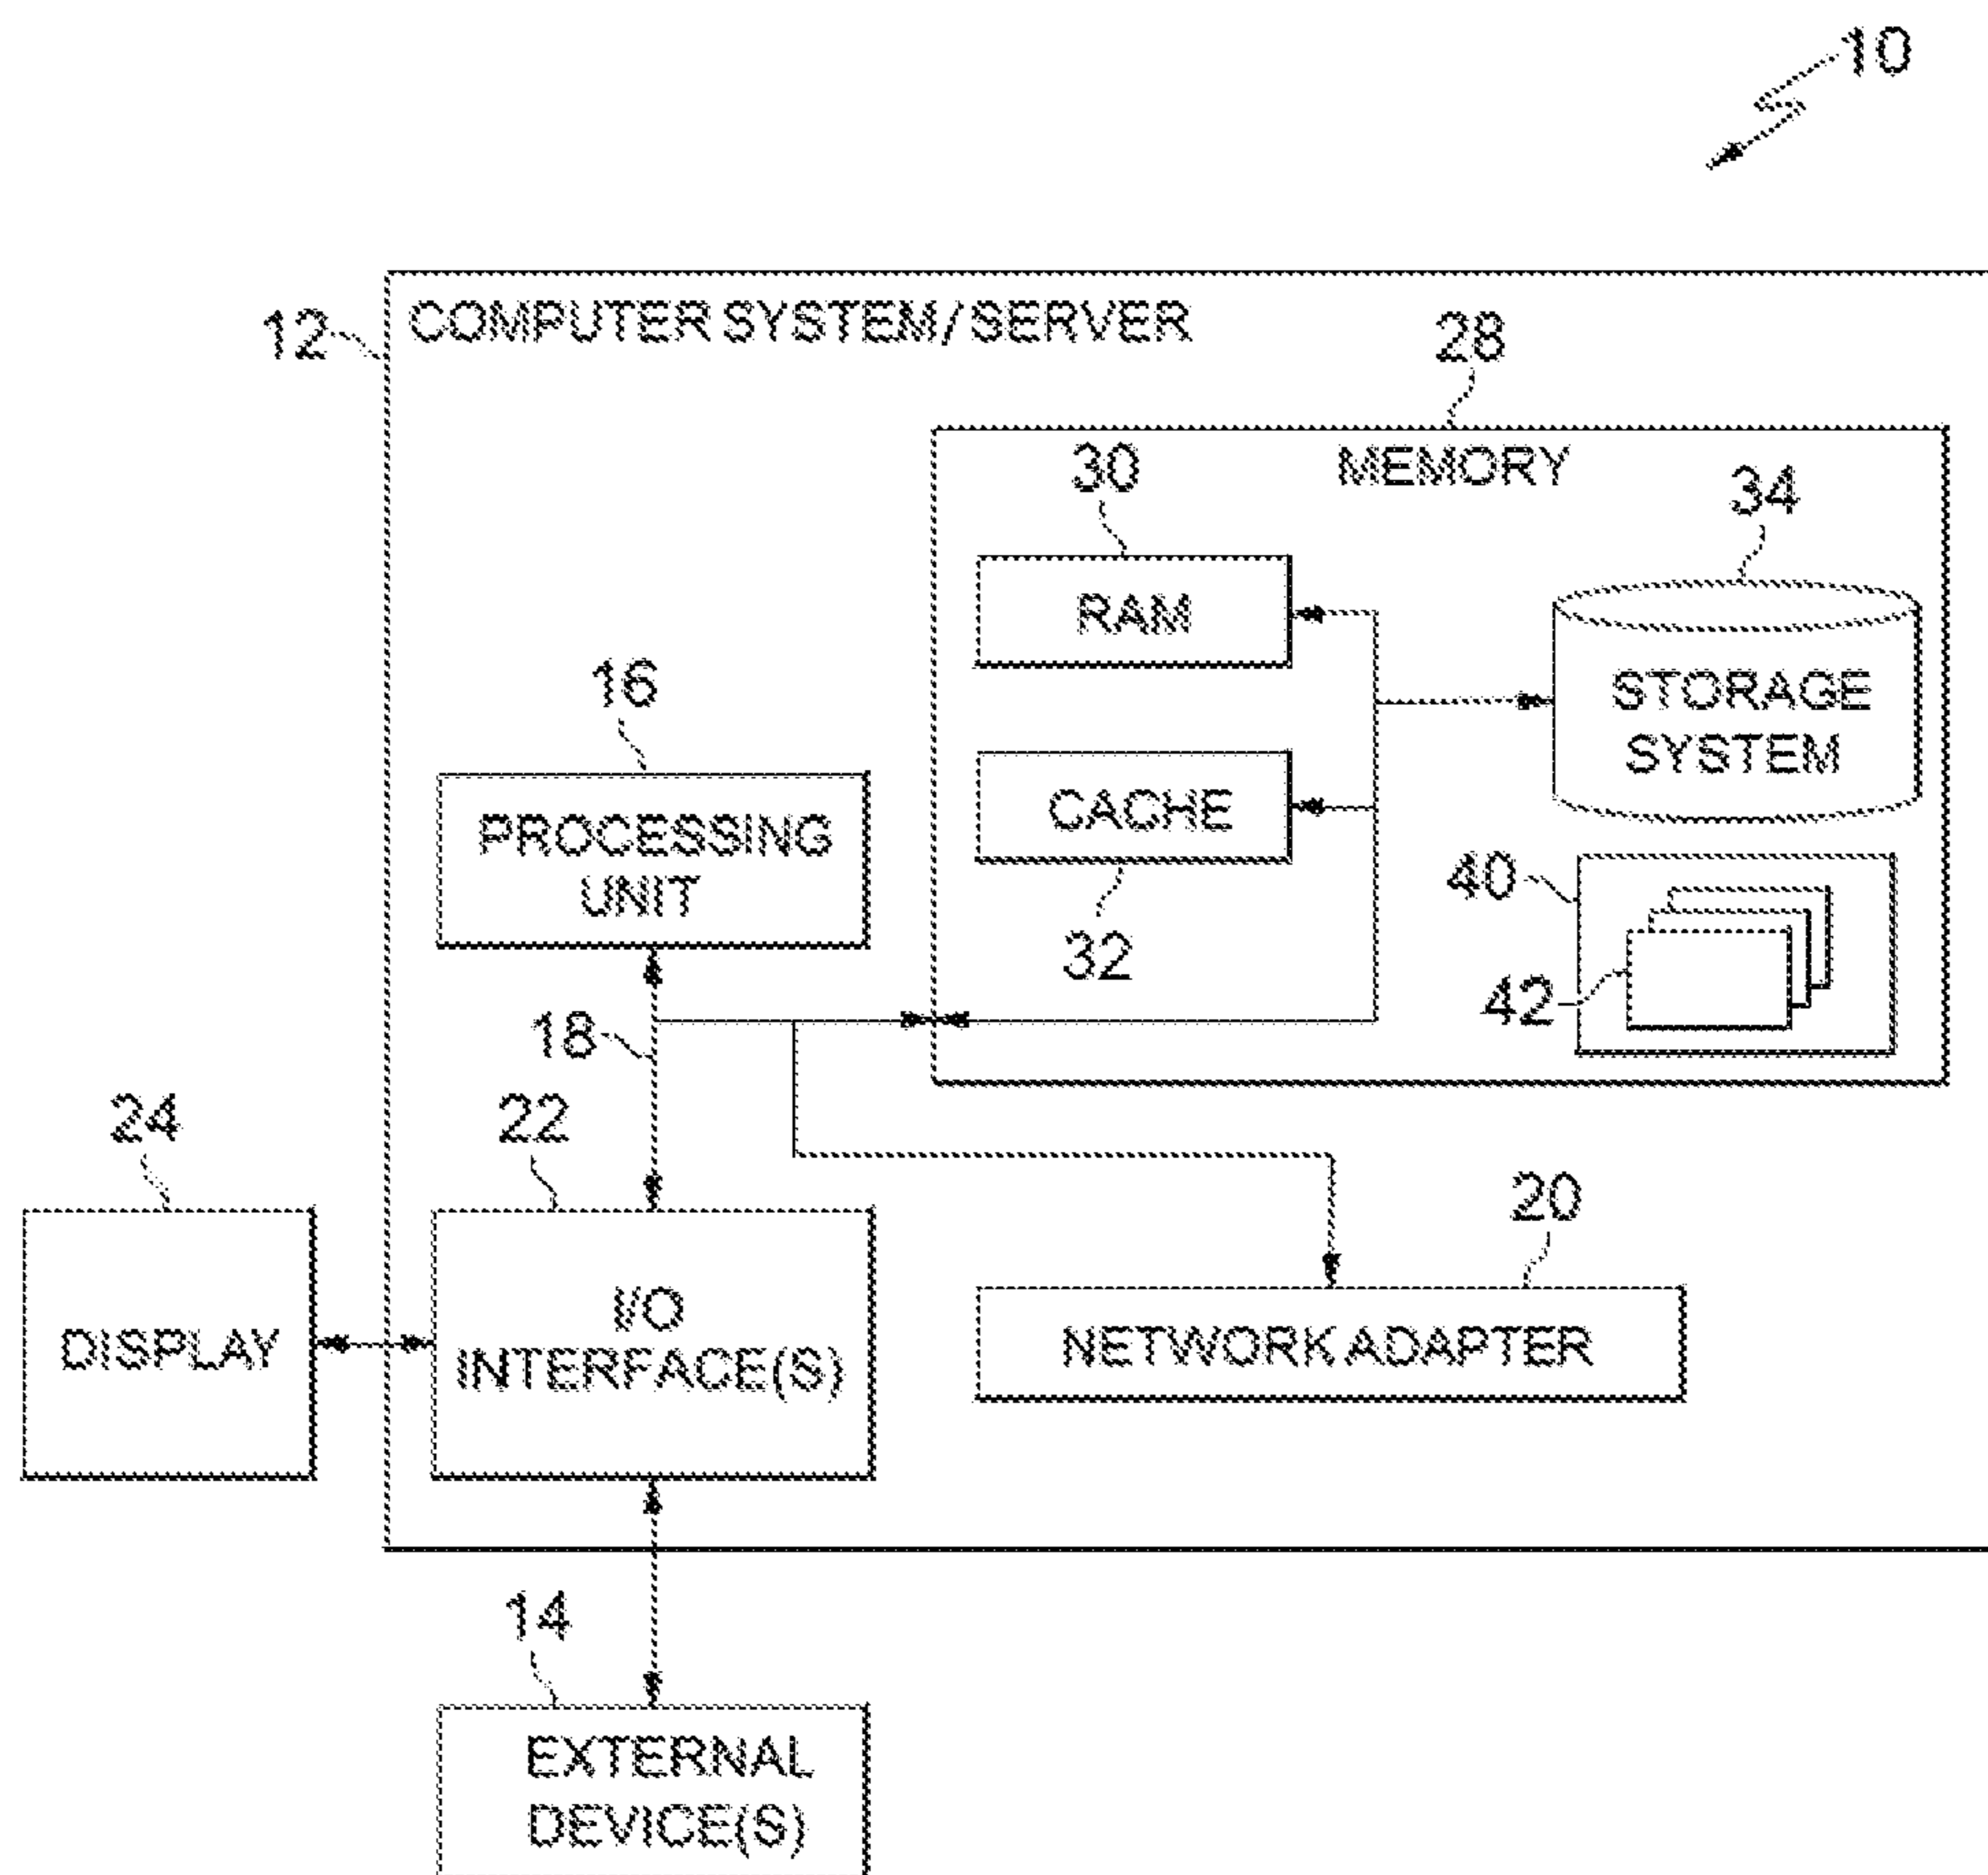 10
12
COMPUTER SYSTEM / SERVER
28
MEMORY
30
34
RAM
STORAGE
SYSTEM
16
PROCESSING
UNIT
CACHE
32
40
42
18
24
22
20
DISPLAY
I/O
INTERFACE(S)
NETWORK ADAPTER
14
EXTERNAL
DEVICE(S)